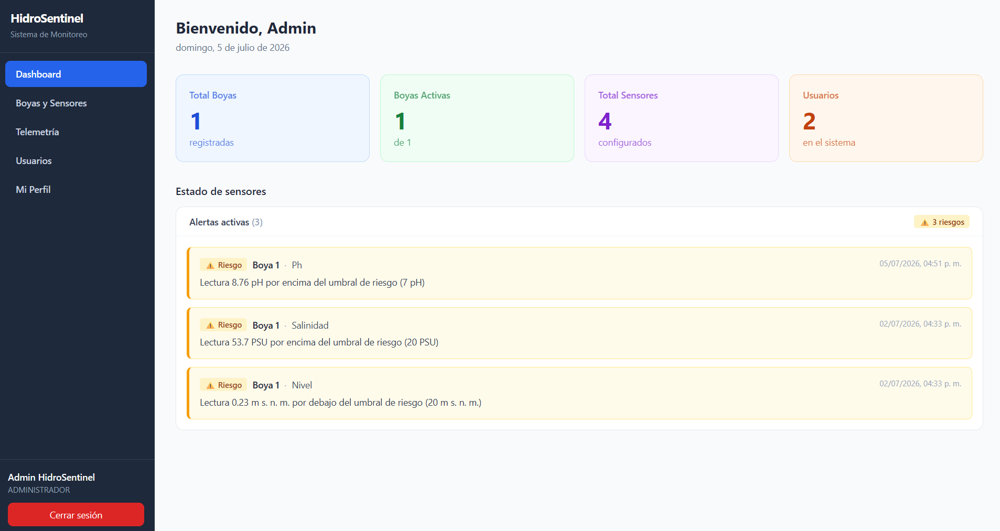 HidroSentinel
Sistema de Monitoreo
Dashboard
Boyas y Sensores
Telemetría
Usuarios
Mi Perfil
Admin HidroSentinel
ADMINISTRADOR
Cerrar sesión
Bienvenido, Admin
domingo, 5 de julio de 2026
Total Boyas
1
registradas
Boyas Activas
1
de 1
Total Sensores
4
configurados
Usuarios
2
en el sistema
Estado de sensores
Alertas activas (3)
3 riesgos
Riesgo Boya 1 · Ph 05/07/2026, 04:51 p. m.
Lectura 8.76 pH por encima del umbral de riesgo (7 pH)
Riesgo Boya 1 · Salinidad 02/07/2026, 04:33 p. m.
Lectura 53.7 PSU por encima del umbral de riesgo (20 PSU)
Riesgo Boya 1 · Nivel 02/07/2026, 04:33 p. m.
Lectura 0.23 m s. n. m. por debajo del umbral de riesgo (20 m s. n. m.)